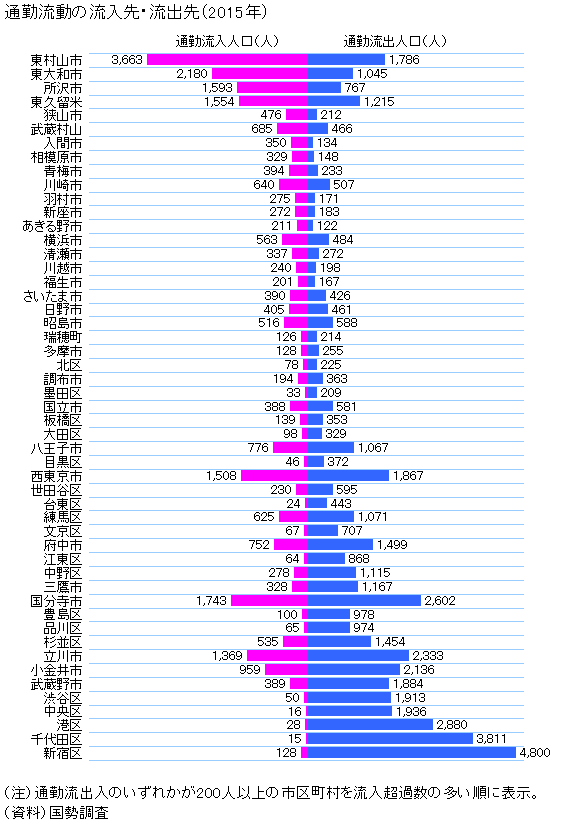 通勤流動の流入先・流出先(2015年)
通勤流入人口(人) 通勤流出人口(人)
東村山市 3,663 1,786
東大和市 2,180 1,045
所沢市 1,593 767
東久留米 1,554 1,215
狭山市 476 212
武蔵村山 685 466
入間市 350 134
相模原市 329 148
青梅市 394 233
川崎市 640 507
羽村市 275 171
新座市 272 183
あきる野市 211 122
横浜市 563 484
清瀬市 337 272
川越市 240 198
福生市 201 167
さいたま市 390 426
日野市 405 461
昭島市 516 588
瑞穂町 126 214
多摩市 128 255
北区 78 225
調布市 194 363
墨田区 33 209
国立市 388 581
板橋区 139 353
大田区 98 329
八王子市 776 1,067
目黒区 46 372
西東京市 1,508 1,867
世田谷区 230 595
台東区 24 443
練馬区 625 1,071
文京区 67 707
府中市 752 1,499
江東区 64 868
中野区 278 1,115
三鷹市 328 1,167
国分寺市 1,743 2,602
豊島区 100 978
品川区 65 974
杉並区 535 1,454
立川市 1,369 2,333
小金井市 959 2,136
武蔵野市 389 1,884
渋谷区 50 1,913
中央区 16 1,936
港区 28 2,880
千代田区 15 3,811
新宿区 128 4,800
(注)通勤流出入のいずれかが200人以上の市区町村を流入超過数の多い順に表示。
(資料)国勢調査